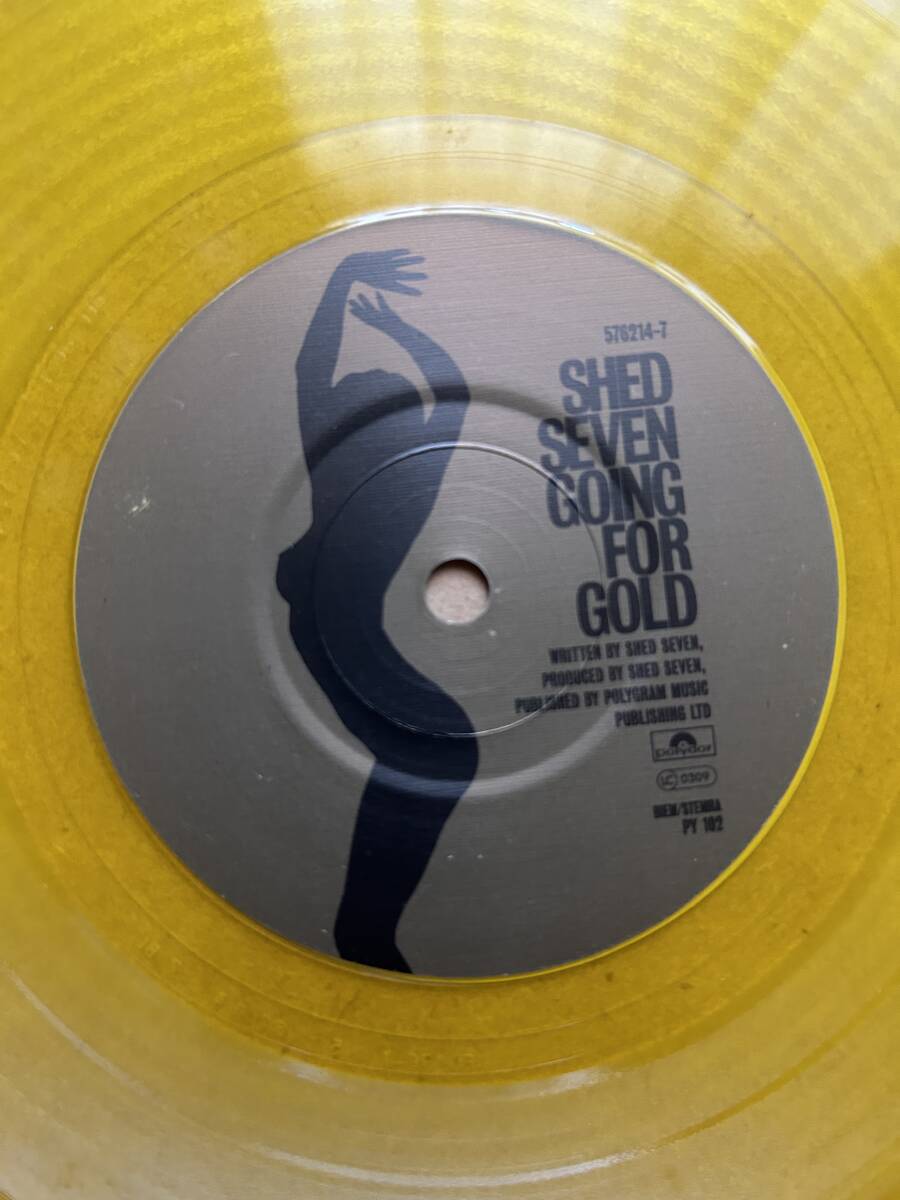 576214-7
SHED
SEVEN
GOING
FOR
GOLD
WRITTEN BY SHED SEVEN,
PRODUCED BY SHED SEVEN,
PUBLISHED BY POLYGRAM MUSIC
PUBLISHING LTD
polydor
LC 0309
BIEM/STEMRA
PY 102